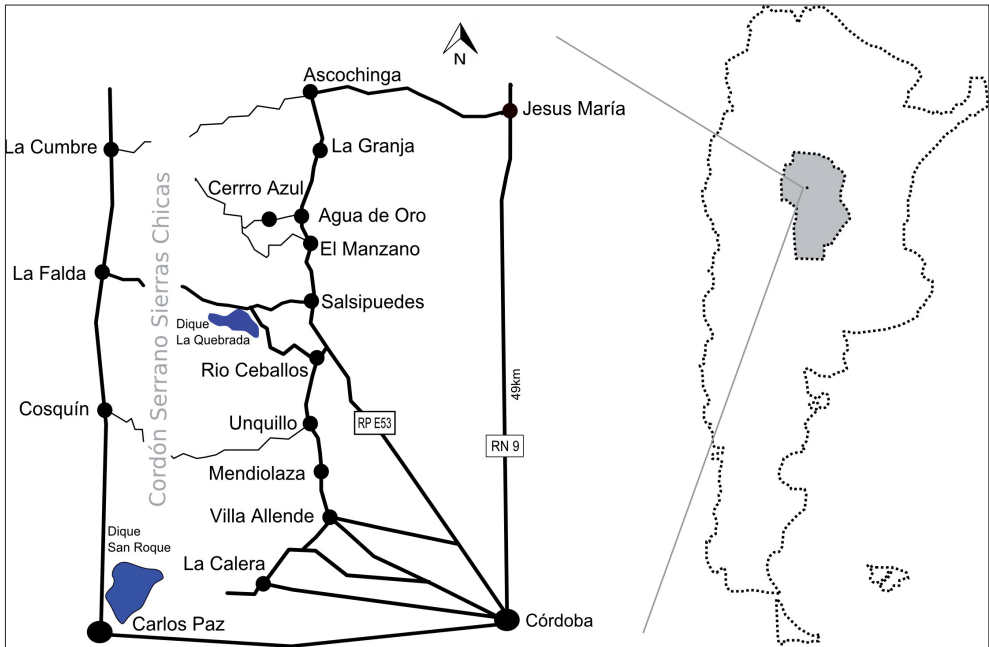 N
Ascochinga
Jesus María
La Cumbre
La Granja
Cerrro Azul
Agua de Oro
El Manzano
La Falda
Cordón Serrano Sierras Chicas
Salsipuedes
Dique
La Quebrada
Rio Ceballos
49km
Cosquín
Unquillo
RP E53
RN 9
Mendiolaza
Villa Allende
Dique
San Roque
La Calera
Carlos Paz
Córdoba